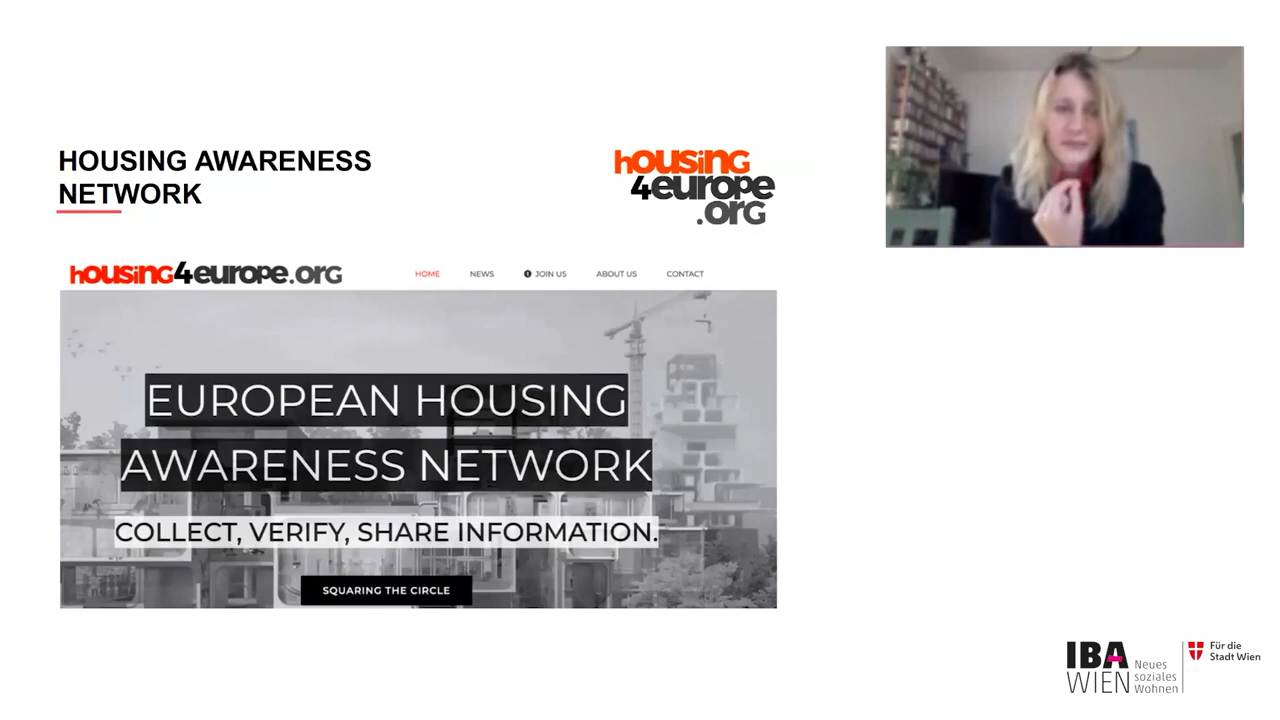 HOUSING AWARENESS
NETWORK
housing
4europe
.org
housing4europe.org
HOME
NEWS
JOIN US
ABOUT US
CONTACT
EUROPEAN HOUSING
AWARENESS NETWORK
COLLECT, VERIFY, SHARE INFORMATION.
SQUARING THE CIRCLE
IBA
WIEN
Neues
soziales
Wohnen
Für die
Stadt Wien